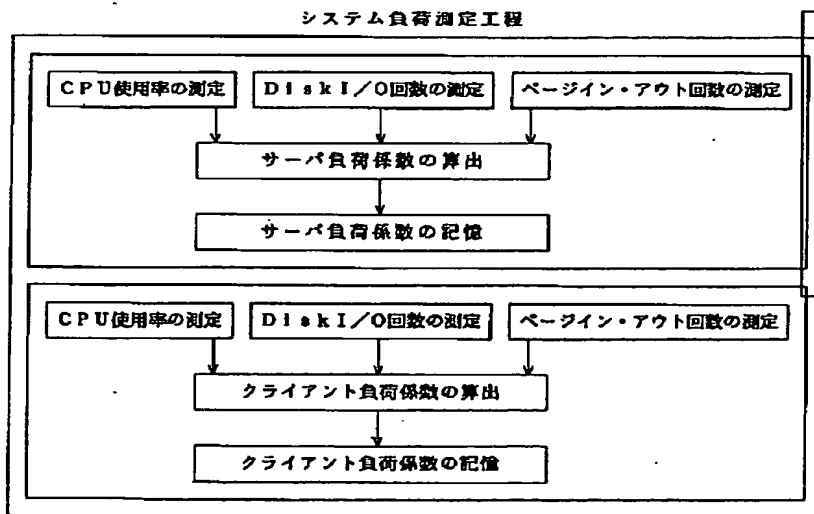 システム負荷測定工程
CPU使用率の測定 DiskI/O回数の測定 ページイン・アウト回数の測定
サーバ負荷係数の算出
サーバ負荷係数の記憶
CPU使用率の測定 DiskI/O回数の測定 ページイン・アウト回数の測定
クライアント負荷係数の算出
クライアント負荷係数の記憶